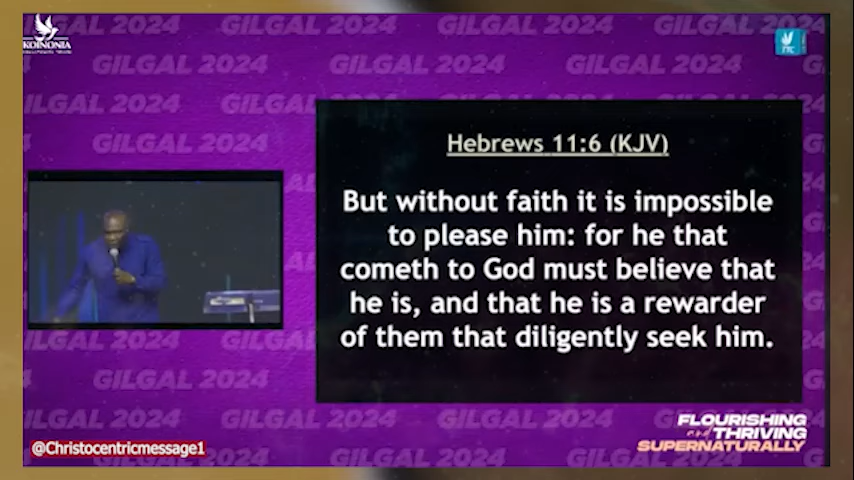 KOINONIA
GILGAL 2024
Hebrews 11:6 (KJV)
But without faith it is impossible
to please him: for he that
cometh to God must believe that
he is, and that he is a rewarder
of them that diligently seek him.
FLOURISHING
and THRIVING
SUPERNATURALLY
@Christocentricmessage1